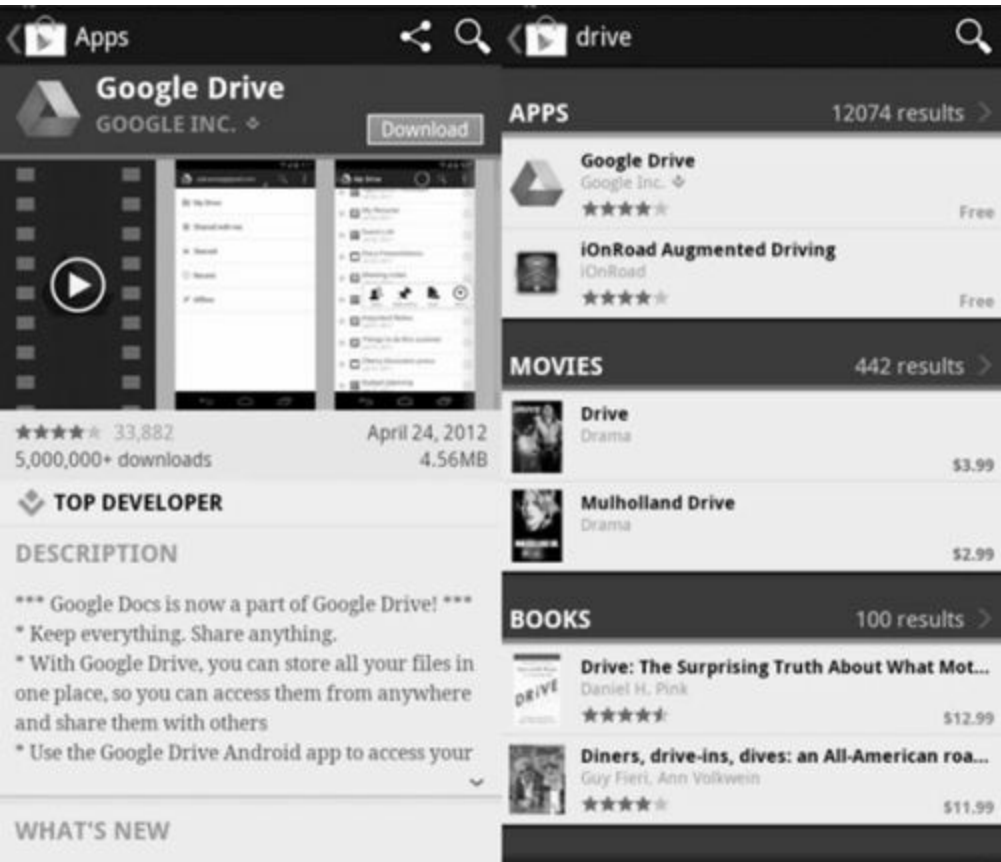 Apps
Google Drive
GOOGLE INC.
Download
My Drive
33,882
April 24, 2012
5,000,000+ downloads
4.56MB
TOP DEVELOPER
DESCRIPTION
*** Google Docs is now a part of Google Drive! ***
* Keep everything. Share anything.
* With Google Drive, you can store all your files in
one place, so you can access them from anywhere
and share them with others
* Use the Google Drive Android app to access your
WHAT'S NEW
drive
APPS
12074 results
Google Drive
Google Inc.
Free
iOnRoad Augmented Driving
iOnRoad
Free
MOVIES
442 results
Drive
Drama
$3.99
Mulholland Drive
Drama
$2.99
BOOKS
100 results
DRIVE
Drive: The Surprising Truth About What Mot...
Daniel H. Pink
$12.99
Diners, drive-ins, dives: an All-American roa...
Guy Fieri, Ann Volkwein
$11.99